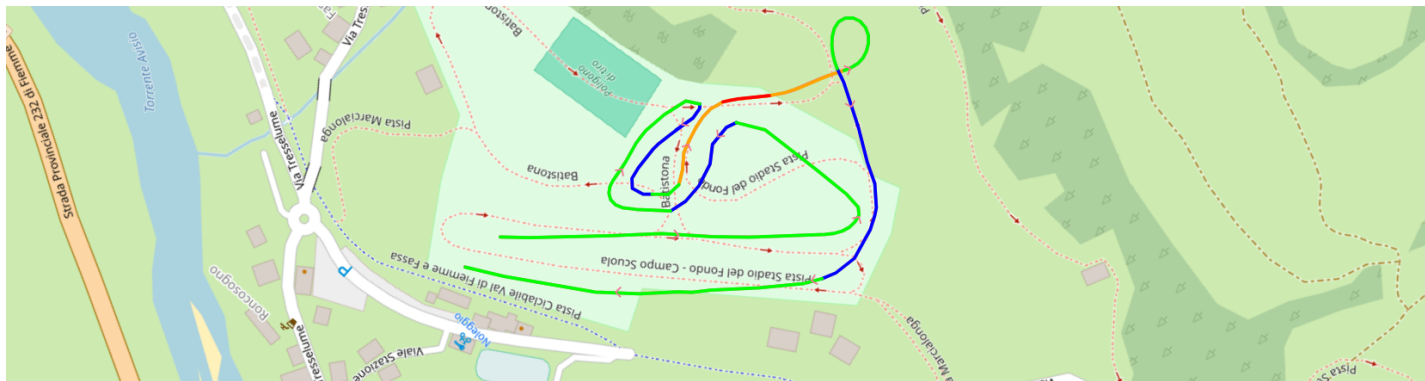 Strada Provinciale 232 di Fiemme
Torrente Avisio
Via Tresselume
Via Tress
Pista Marcialonga
Batistona
Poligono
di tiro
Batistona
Batistona
Pista Stadio del Fondo
Pista Stadio del Fondo - Campo Scuola
Pista Ciclabile Val di Fiemme e Fassa
Roncosogno
P
Noleggio
Viale Stazione
Tresselume
Marcialonga
Pista S